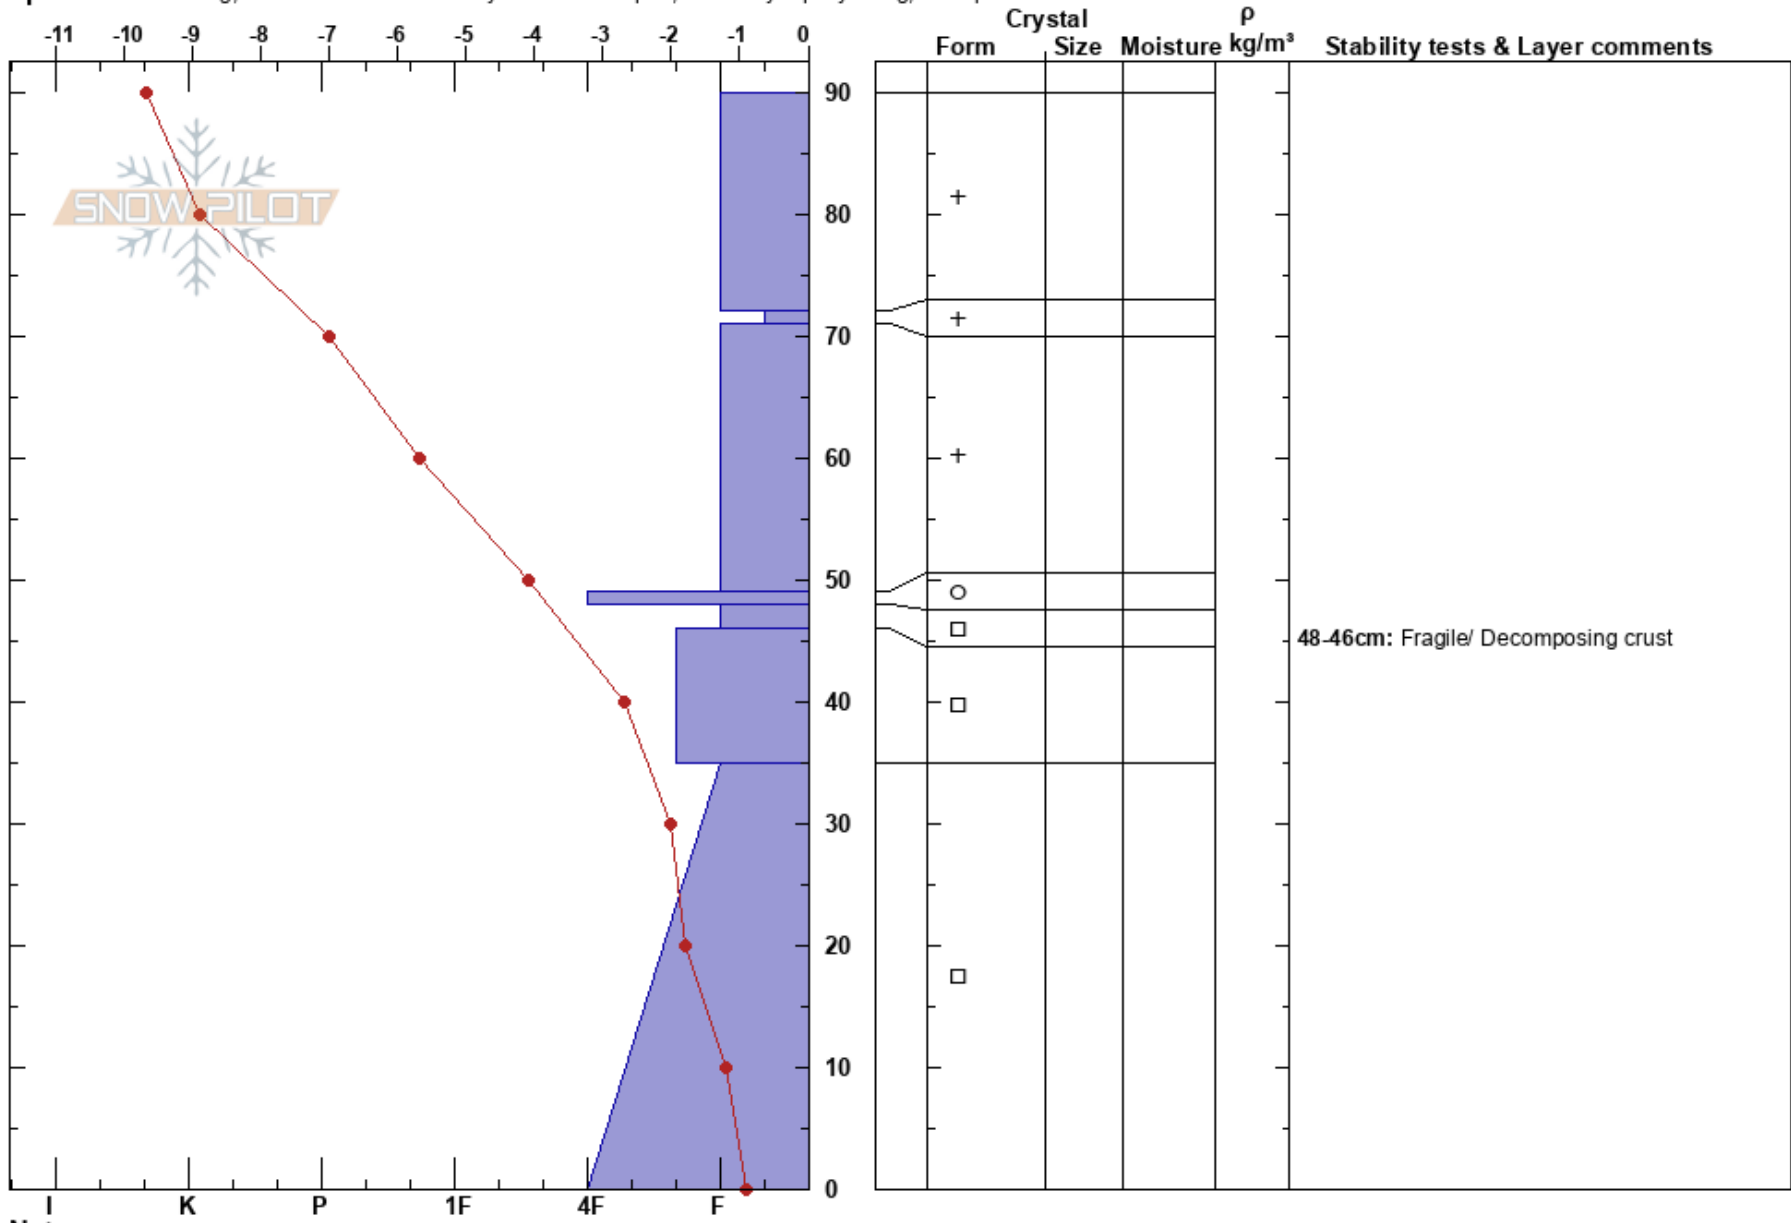 Crystal ρ
-11 -10 -9 -8 -7 -6 -5 -4 -3 -2 -1 0 Form Size Moisture kg/m³ Stability tests & Layer comments
90
SNOW PILOT
80
70
60
50
48-46cm: Fragile/ Decomposing crust
40
30
20
10
0
I K P 1F 4F F